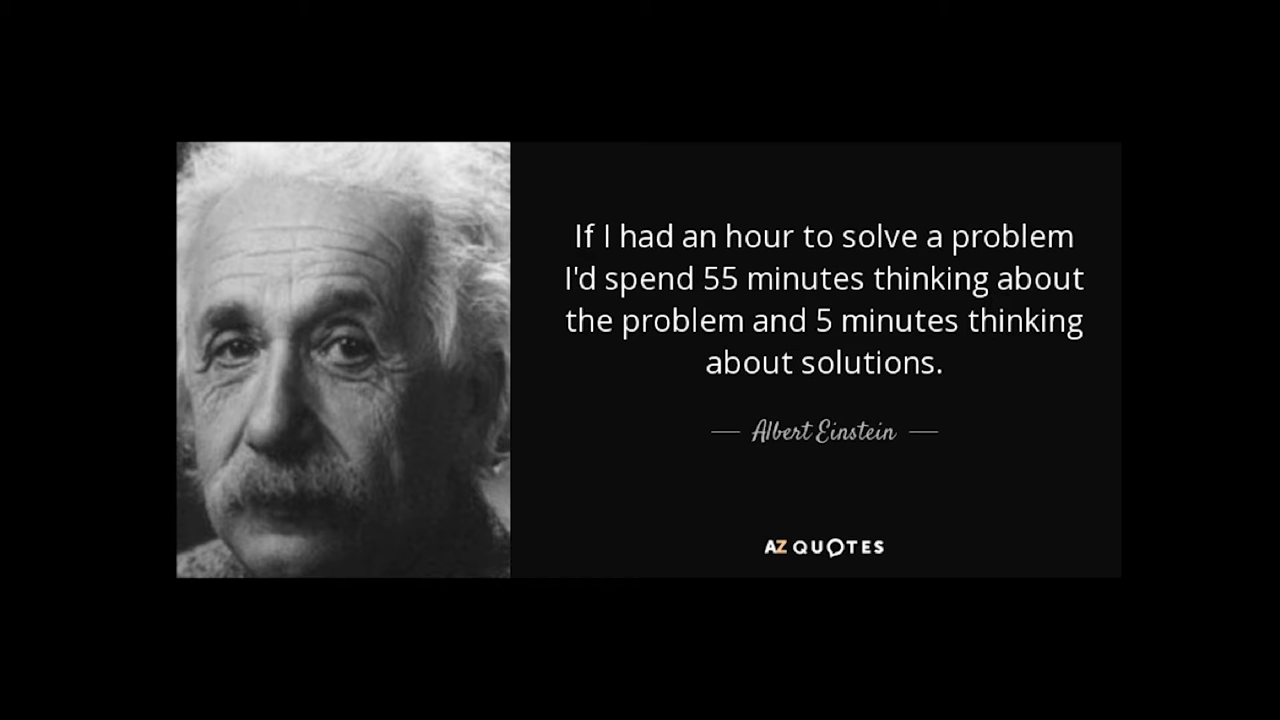 If I had an hour to solve a problem
I'd spend 55 minutes thinking about
the problem and 5 minutes thinking
about solutions.
— Albert Einstein —
AZ QUOTES